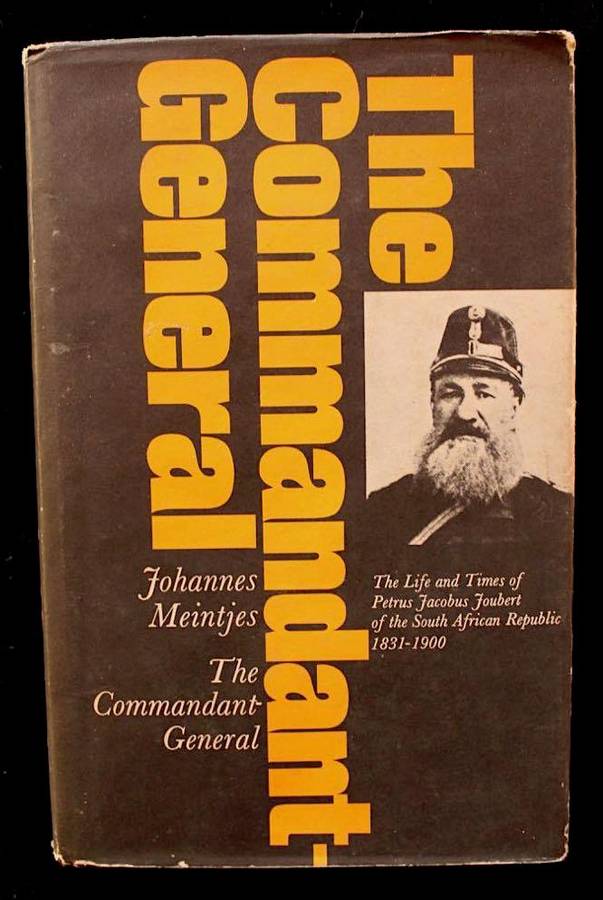 The
Commandant-
General
Johannes
Meintjes
The
Commandant-
General
The Life and Times of
Petrus Jacobus Joubert
of the South African Republic
1831-1900